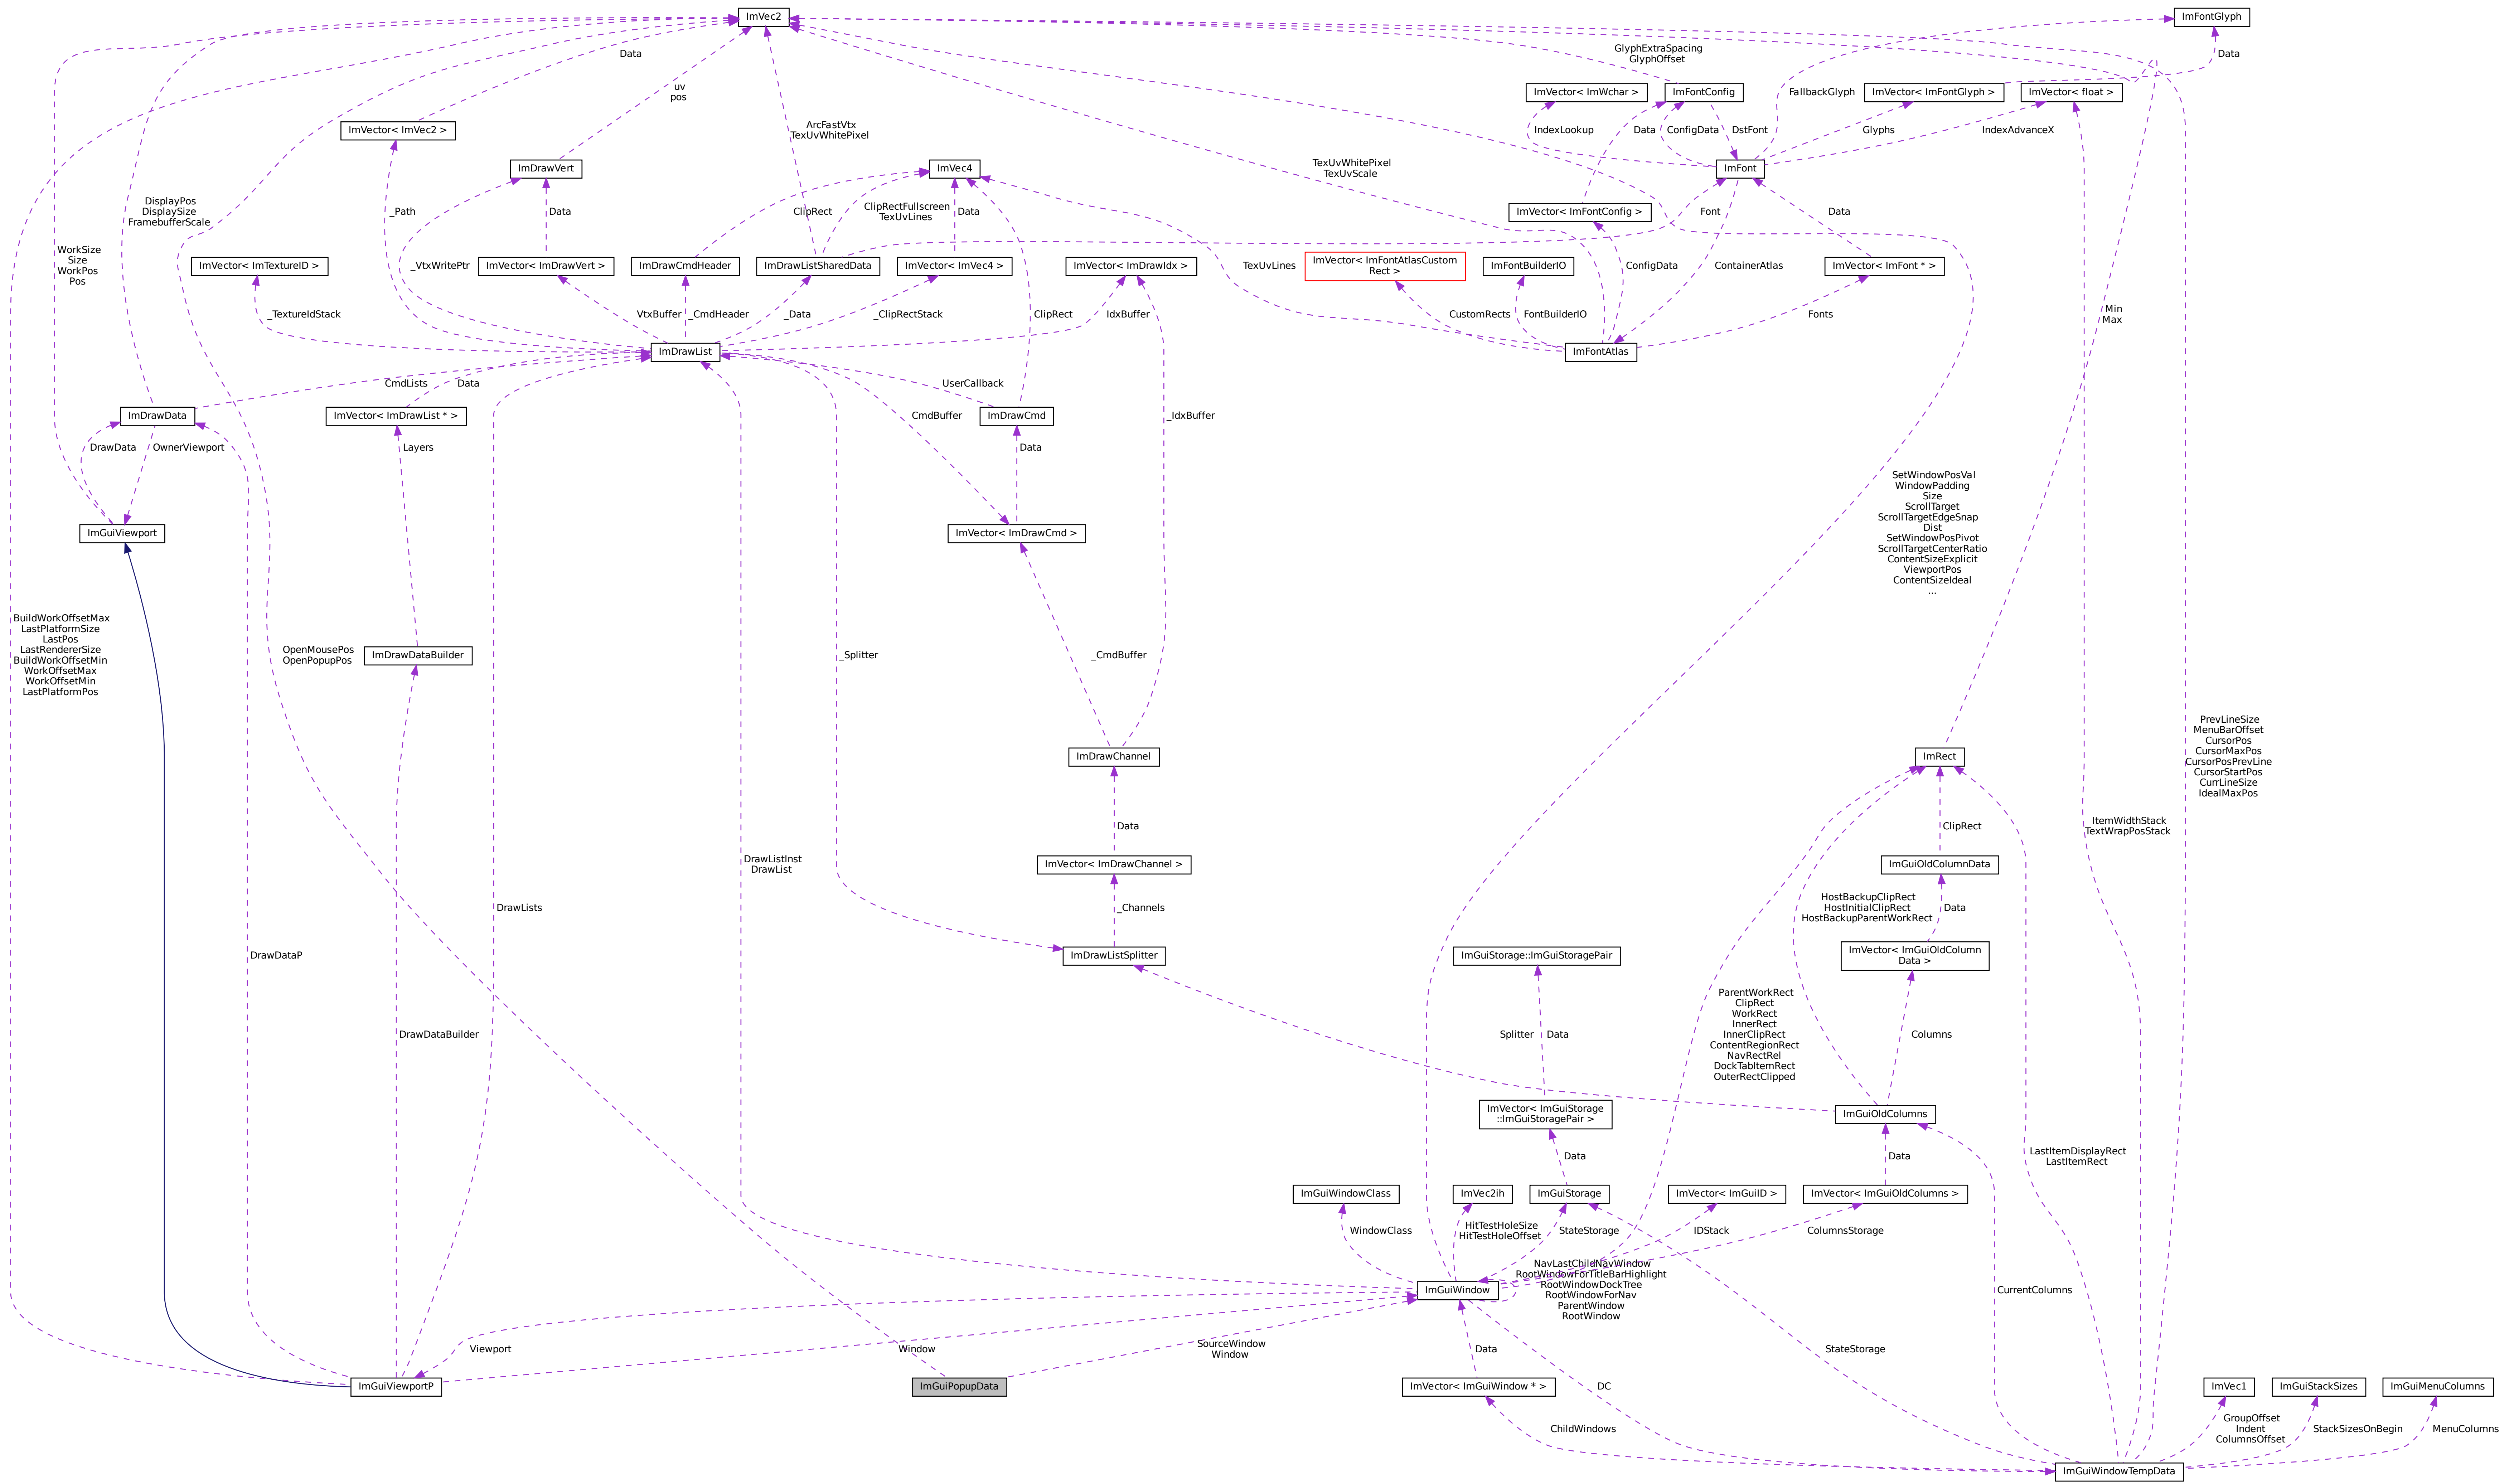 ImVec2
ImFontGlyph
GlyphExtraSpacing
GlyphOffset
Data
Data
ImVector< ImWchar >
ImFontConfig
FallbackGlyph
ImVector< ImFontGlyph >
ImVector< float >
uv
pos
ImVector< ImVec2 >
ArcFastVtx
TexUvWhitePixel
IndexLookup
Data
ConfigData
DstFont
Glyphs
IndexAdvanceX
ImDrawVert
ImVec4
TexUvWhitePixel
TexUvScale
ImFont
DisplayPos
DisplaySize
FramebufferScale
_Path
Data
ClipRect
ClipRectFullscreen
TexUvLines
Data
ImVector< ImFontConfig >
Font
Data
WorkSize
Size
WorkPos
Pos
ImVector< ImTextureID >
_VtxWritePtr
ImVector< ImDrawVert >
ImDrawCmdHeader
ImDrawListSharedData
ImVector< ImVec4 >
ImVector< ImDrawIdx >
TexUvLines
ImVector< ImFontAtlasCustom
Rect >
ImFontBuilderIO
ConfigData
ContainerAtlas
ImVector< ImFont * >
_TextureIdStack
VtxBuffer
_CmdHeader
_Data
_ClipRectStack
ClipRect
IdxBuffer
CustomRects
FontBuilderIO
Fonts
Min
Max
ImDrawList
ImFontAtlas
CmdLists
Data
UserCallback
ImDrawData
ImVector< ImDrawList * >
CmdBuffer
ImDrawCmd
_IdxBuffer
DrawData
OwnerViewport
Layers
Data
SetWindowPosVal
WindowPadding
Size
ScrollTarget
ScrollTargetEdgeSnap
Dist
SetWindowPosPivot
ScrollTargetCenterRatio
ContentSizeExplicit
ViewportPos
ContentSizeIdeal
...
ImGuiViewport
ImVector< ImDrawCmd >
BuildWorkOffsetMax
LastPlatformSize
LastPos
LastRendererSize
BuildWorkOffsetMin
WorkOffsetMax
WorkOffsetMin
LastPlatformPos
OpenMousePos
OpenPopupPos
ImDrawDataBuilder
_Splitter
_CmdBuffer
PrevLineSize
MenuBarOffset
CursorPos
CursorMaxPos
CursorPosPrevLine
CursorStartPos
CurrLineSize
IdealMaxPos
ImDrawChannel
ImRect
Data
ClipRect
ItemWidthStack
TextWrapPosStack
DrawListInst
DrawList
ImVector< ImDrawChannel >
ImGuiOldColumnData
DrawLists
_Channels
HostBackupClipRect
HostInitialClipRect
HostBackupParentWorkRect
Data
DrawDataP
ImDrawListSplitter
ImGuiStorage::ImGuiStoragePair
ImVector< ImGuiOldColumn
Data >
DrawDataBuilder
Splitter
Data
ParentWorkRect
ClipRect
WorkRect
InnerRect
InnerClipRect
ContentRegionRect
NavRectRel
DockTabItemRect
OuterRectClipped
Columns
ImVector< ImGuiStorage
::ImGuiStoragePair >
ImGuiOldColumns
Data
Data
LastItemDisplayRect
LastItemRect
ImGuiWindowClass
ImVec2ih
ImGuiStorage
ImVector< ImGuiID >
ImVector< ImGuiOldColumns >
WindowClass
HitTestHoleSize
HitTestHoleOffset
StateStorage
IDStack
ColumnsStorage
ImGuiWindow
NavLastChildNavWindow
RootWindowForTitleBarHighlight
RootWindowDockTree
RootWindowForNav
ParentWindow
RootWindow
CurrentColumns
Viewport
Window
SourceWindow
Window
Data
StateStorage
ImGuiViewportP
ImGuiPopupData
ImVector< ImGuiWindow * >
DC
ImVec1
ImGuiStackSizes
ImGuiMenuColumns
ChildWindows
GroupOffset
Indent
ColumnsOffset
StackSizesOnBegin
MenuColumns
ImGuiWindowTempData